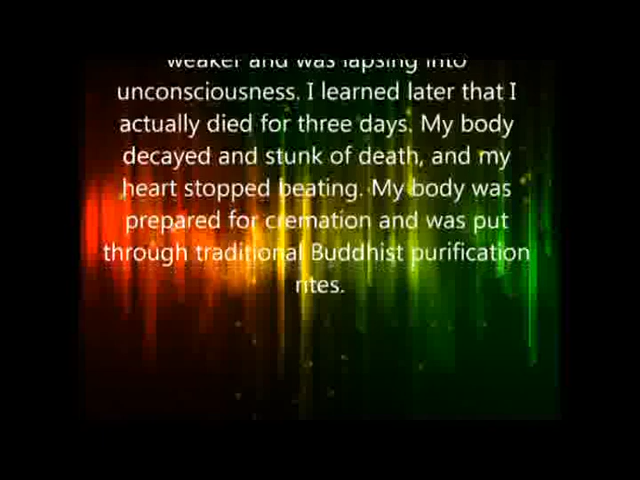 weaker and was lapsing into
unconsciousness. I learned later that I
actually died for three days. My body
decayed and stunk of death, and my
heart stopped beating. My body was
prepared for cremation and was put
through traditional Buddhist purification
rites.